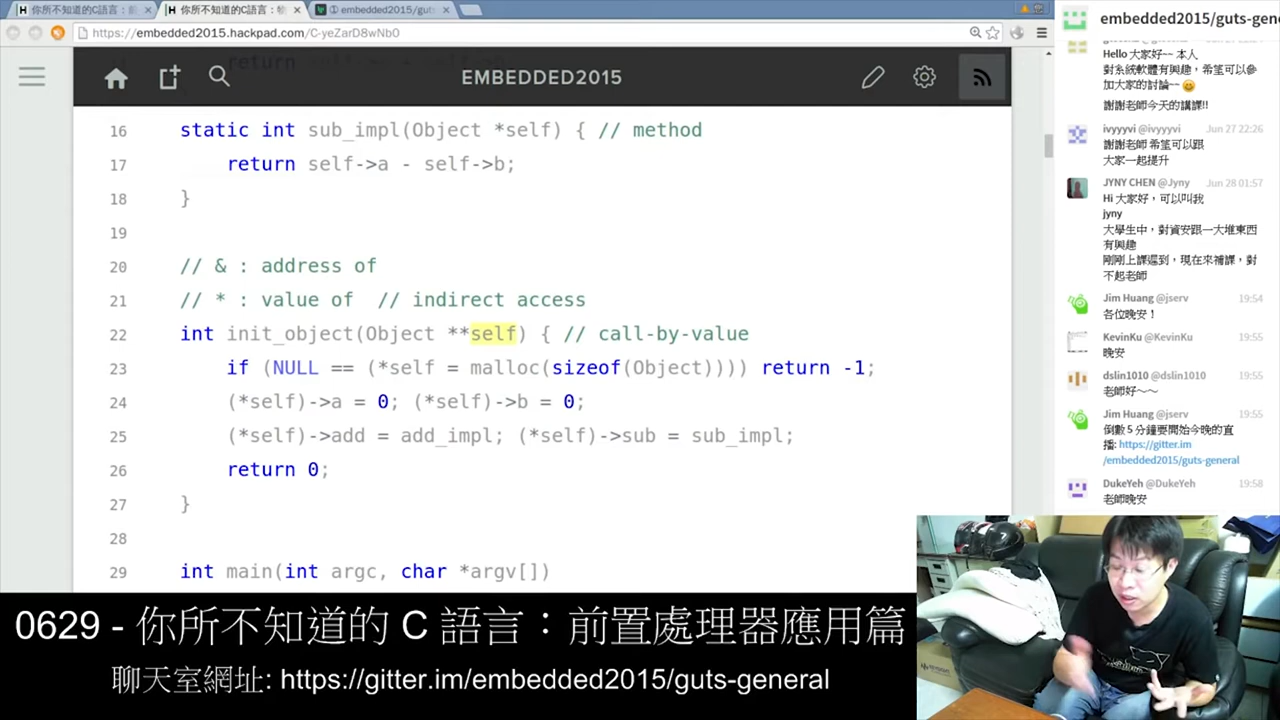 你所不知道的C語言：
你所不知道的C語言：物
① embedded2015/guts
https://embedded2015.hackpad.com/C-yeZarD8wNb0
EMBEDDED2015
16 static int sub_impl(Object *self) { // method
17 return self->a - self->b;
18 }
19
20 // & : address of
21 // * : value of // indirect access
22 int init_object(Object **self) { // call-by-value
23 if (NULL == (*self = malloc(sizeof(Object)))) return -1;
24 (*self)->a = 0; (*self)->b = 0;
25 (*self)->add = add_impl; (*self)->sub = sub_impl;
26 return 0;
27 }
28
29 int main(int argc, char *argv[])
embedded2015/guts-gene
Hello 大家好~~ 本人
對系統軟體有興趣，希望可以參
加大家的討論~~
謝謝老師今天的講課!!
ivyyyvi @ivyyyvi Jun 27 22:26
謝謝老師 希望可以跟
大家一起提升
JYNY CHEN @Jyny Jun 28 01:57
Hi 大家好，可以叫我
jyny
大學生中，對資安跟一大堆東西
有興趣
剛剛上課遲到，現在來補課，對
不起老師
Jim Huang @jserv 19:54
各位晚安！
KevinKu @KevinKU 19:55
晚安
dslin1010 @dslin1010 19:55
老師好～～
Jim Huang @jserv 19:55
倒數 5 分鐘要開始今晚的直
播: https://gitter.im
/embedded2015/guts-general
DukeYeh @DukeYeh 19:58
老師晚安
0629 - 你所不知道的 C 語言：前置處理器應用篇
聊天室網址: https://gitter.im/embedded2015/guts-general